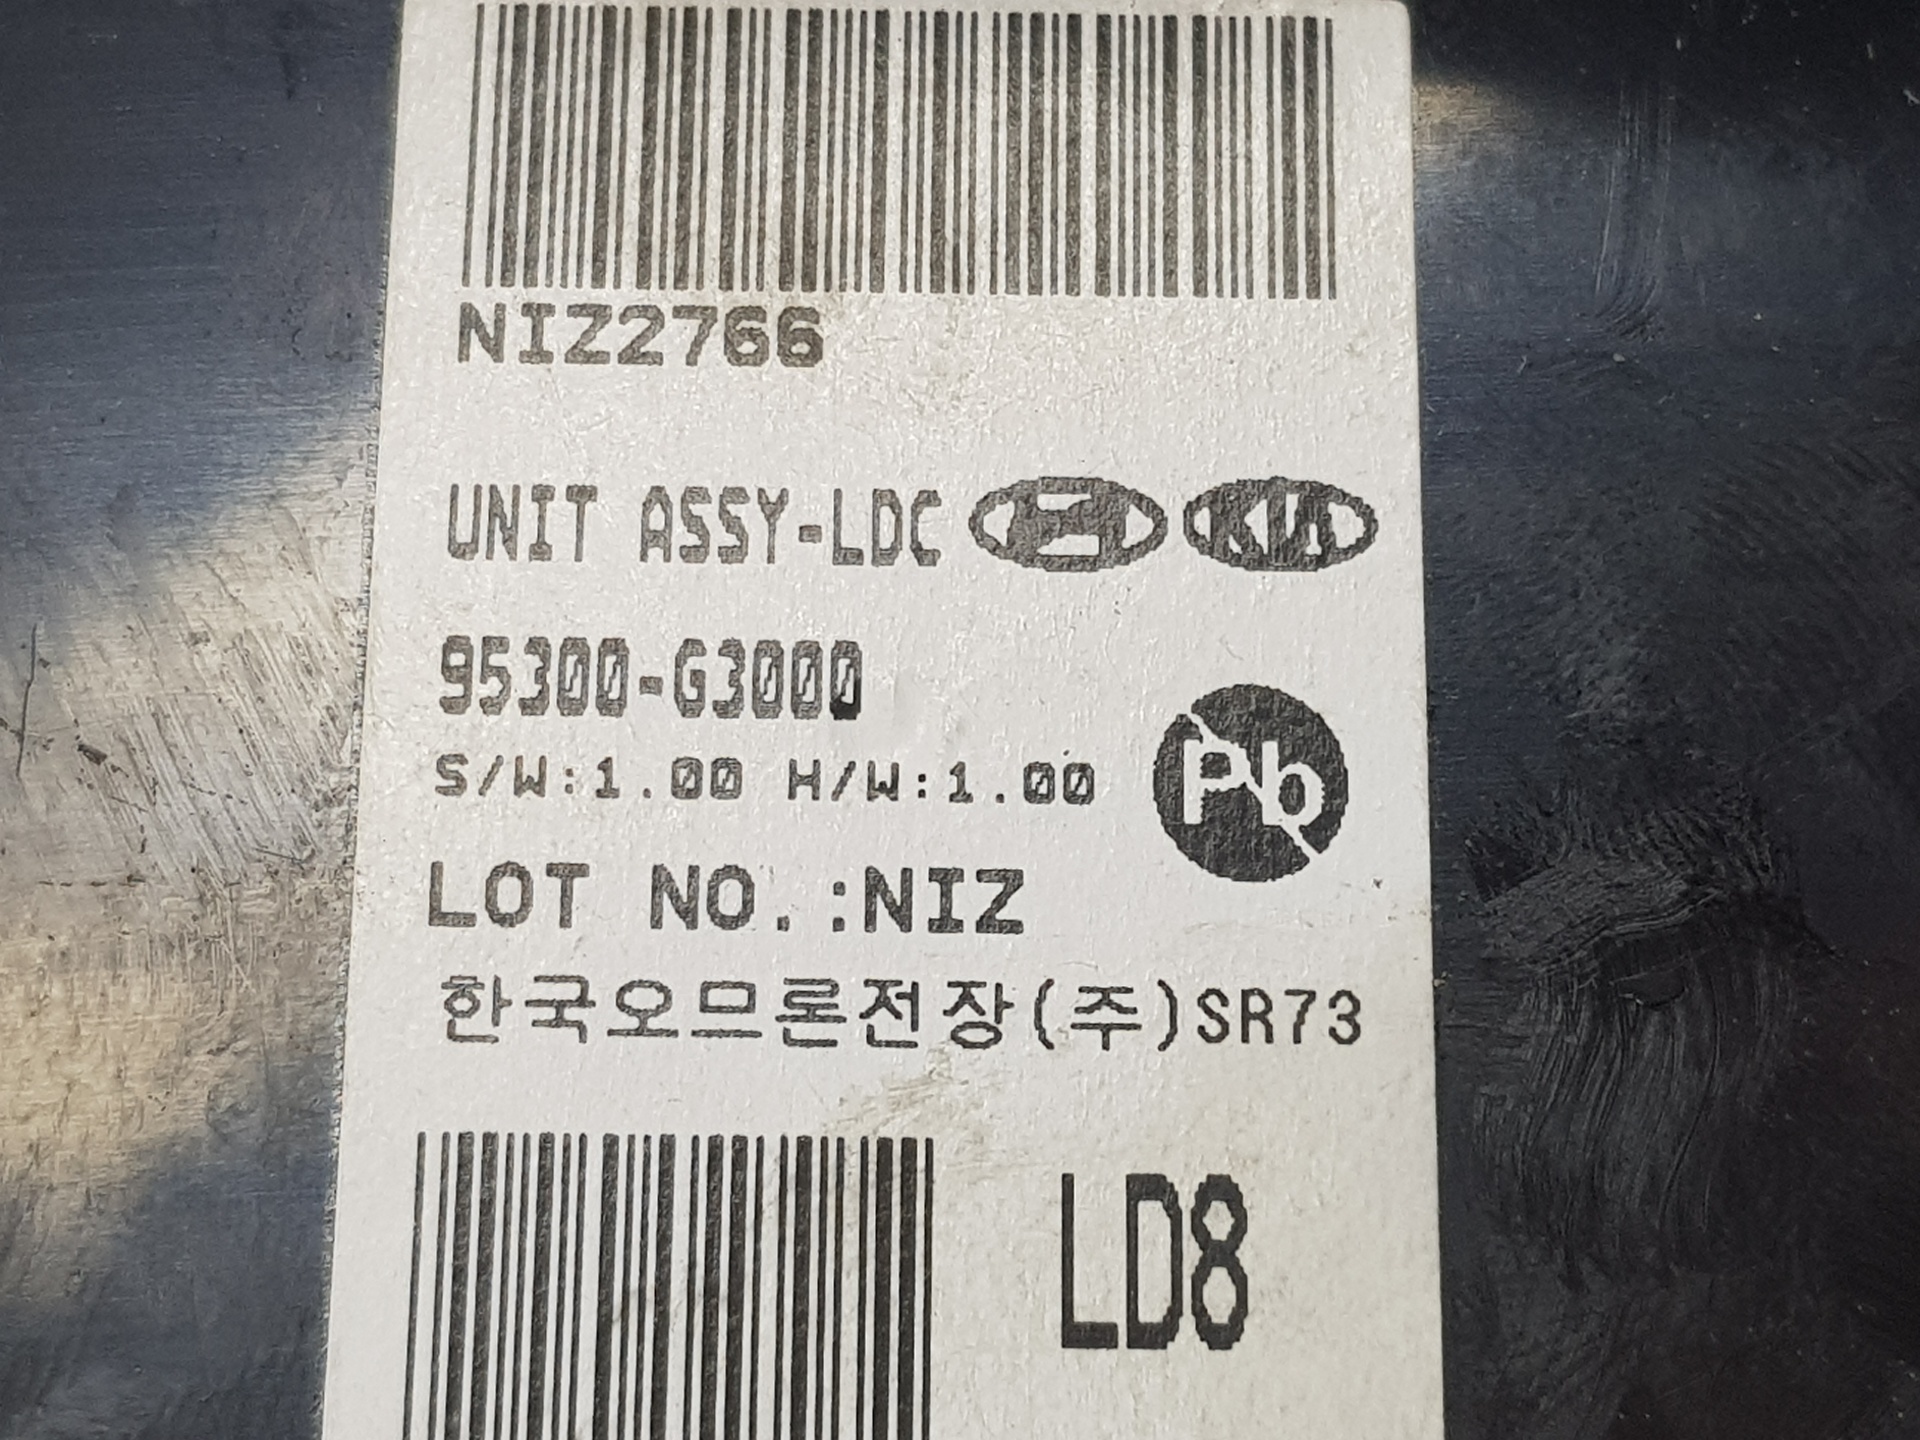 NIZ2766
UNIT ASSY-LDC KIA
95300-G3000
S/W:1.00 H/W:1.00
Pb
LOT NO.:NIZ
한국오므론전장(주)SR73
LD8